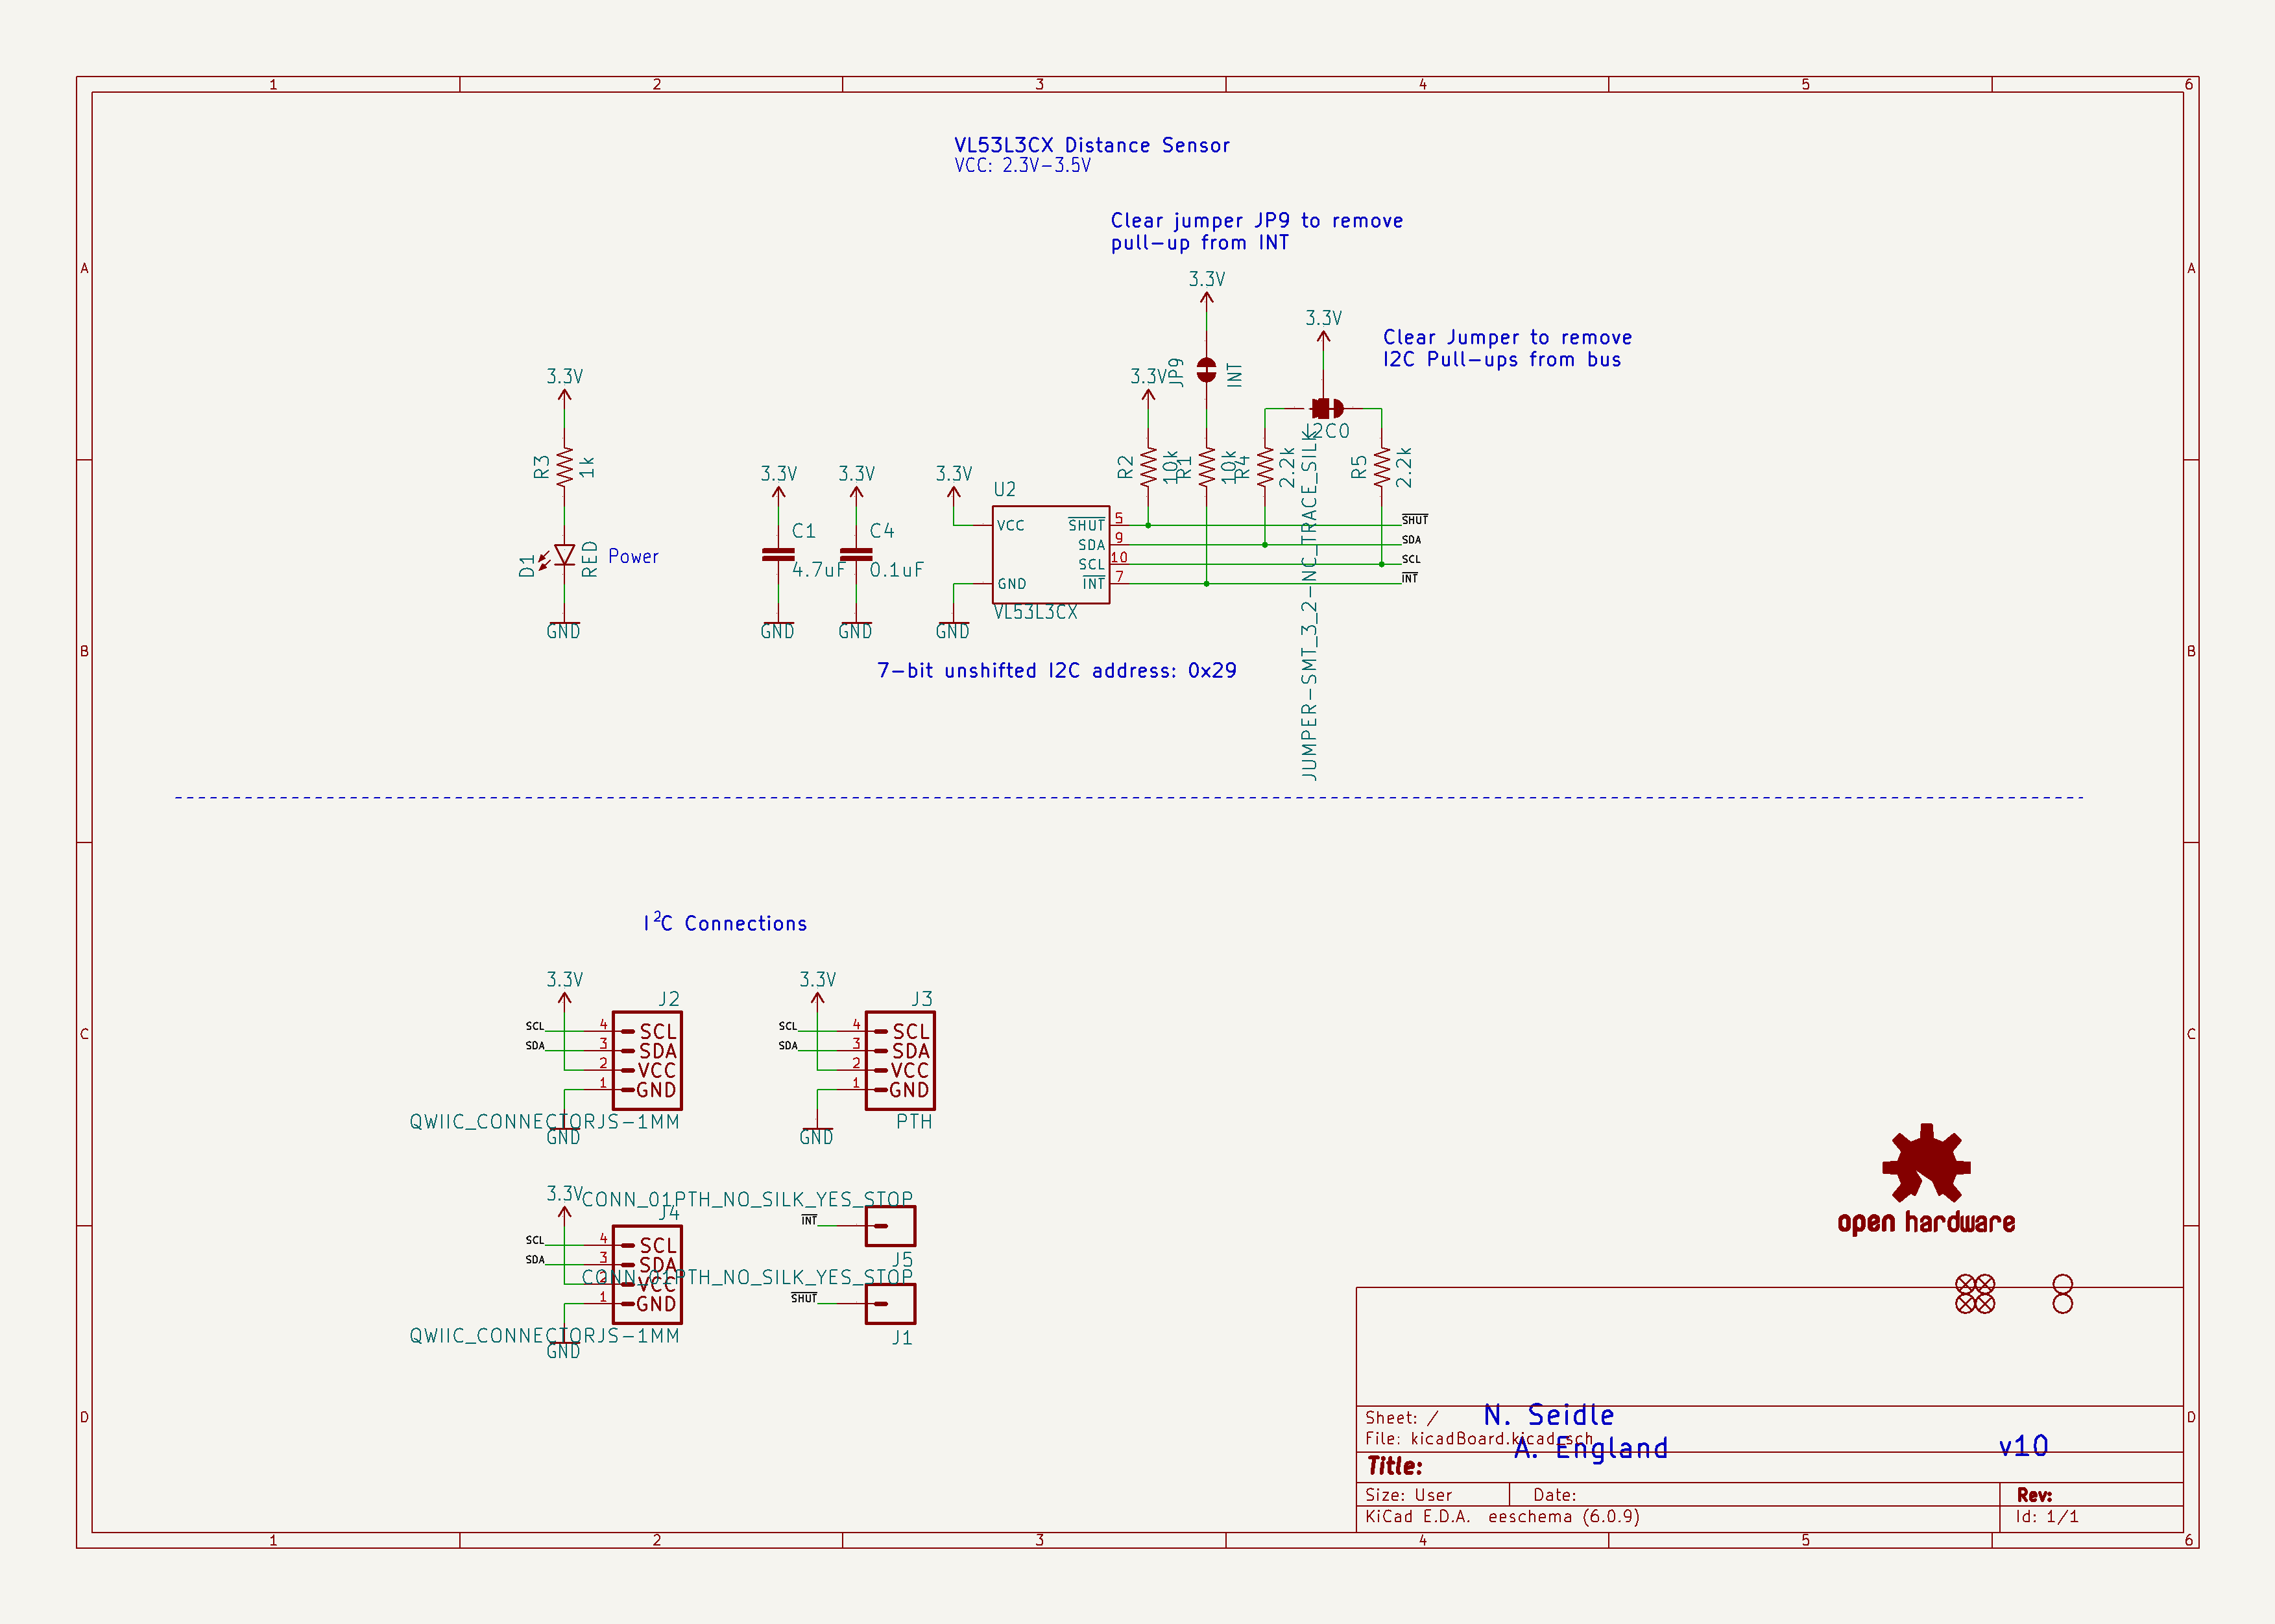 1 2 3 4 5 6
VL53L3CX Distance Sensor
VCC: 2.3V-3.5V
Clear jumper JP9 to remove
pull-up from INT
A
A
3.3V
3.3V
Clear Jumper to remove
I2C Pull-ups from bus
JP9
INT
3.3V
3.3V
I2C0
R3
1k
R2
10k
R1
10k
R4
2.2k
R5
2.2k
JUMPER-SMT_3_2-NC_TRACE_SILK
3.3V
3.3V
3.3V
U2
C1
4.7uF
C4
0.1uF
VCC
GND
SHUT 5
SDA 9
SCL 10
INT 7
VL53L3CX
SHUT
SDA
SCL
INT
D1
RED
Power
GND
GND
GND
GND
B
B
7-bit unshifted I2C address: 0x29
I²C Connections
3.3V
J2
3.3V
J3
C
C
SCL 4 SCL
SDA 3 SDA
2 VCC
1 GND
QWIIC_CONNECTORJS-1MM
GND
SCL 4 SCL
SDA 3 SDA
2 VCC
1 GND
PTH
GND
3.3V
J4
SCL 4 SCL
SDA 3 SDA
2 VCC
1 GND
QWIIC_CONNECTORJS-1MM
GND
CONN_01PTH_NO_SILK_YES_STOP
INT
J5
CONN_01PTH_NO_SILK_YES_STOP
SHUT
J1
open hardware
D
D
Sheet: /
File: kicadBoard.kicad_sch
N. Seidle
A. England
v10
Title:
Size: User
Date:
Rev:
KiCad E.D.A. eeschema (6.0.9)
Id: 1/1
1 2 3 4 5 6